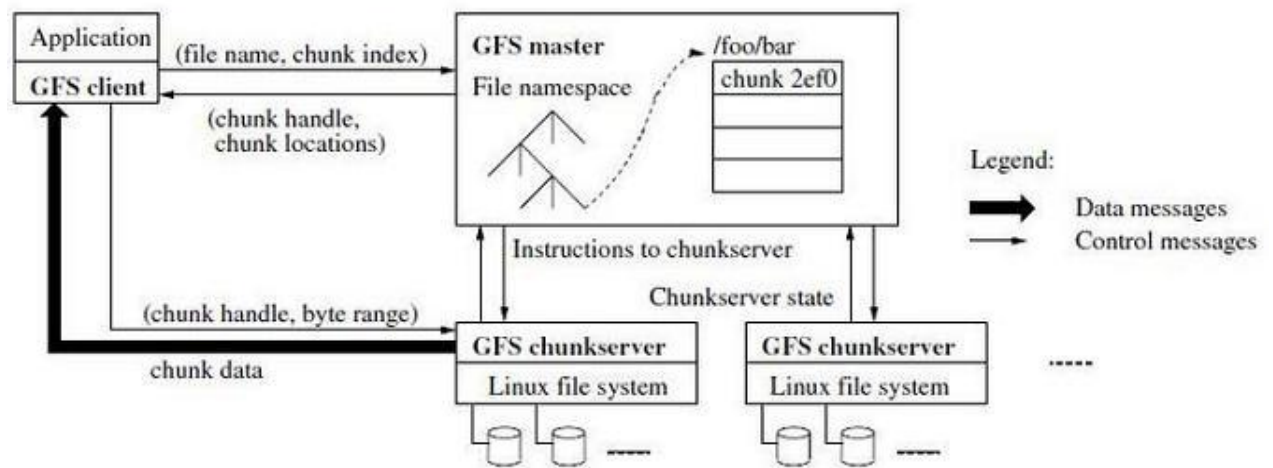 Application
GFS client
(file name, chunk index)
(chunk handle,
chunk locations)
GFS master
File namespace
/foo/bar
chunk 2ef0
Legend:
Data messages
Control messages
Instructions to chunkserver
Chunkserver state
(chunk handle, byte range)
chunk data
GFS chunkserver
Linux file system
GFS chunkserver
Linux file system